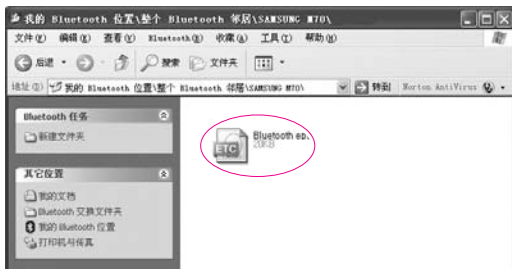 我的 Bluetooth 位置\整个 Bluetooth 邻居\SAMSUNG M70\
文件(F) 编辑(E) 查看(V) Bluetooth(B) 收藏(A) 工具(T) 帮助(H)
后退 搜索 文件夹
地址(D) 我的 Bluetooth 位置\整个 Bluetooth 邻居\SAMSUNG M70\ 转到 Norton AntiVirus
Bluetooth 任务
新建文件夹
其它位置
我的文档
Bluetooth 交换文件夹
我的 Bluetooth 位置
打印机与传真
ETC
Bluetooth ep.
20KB